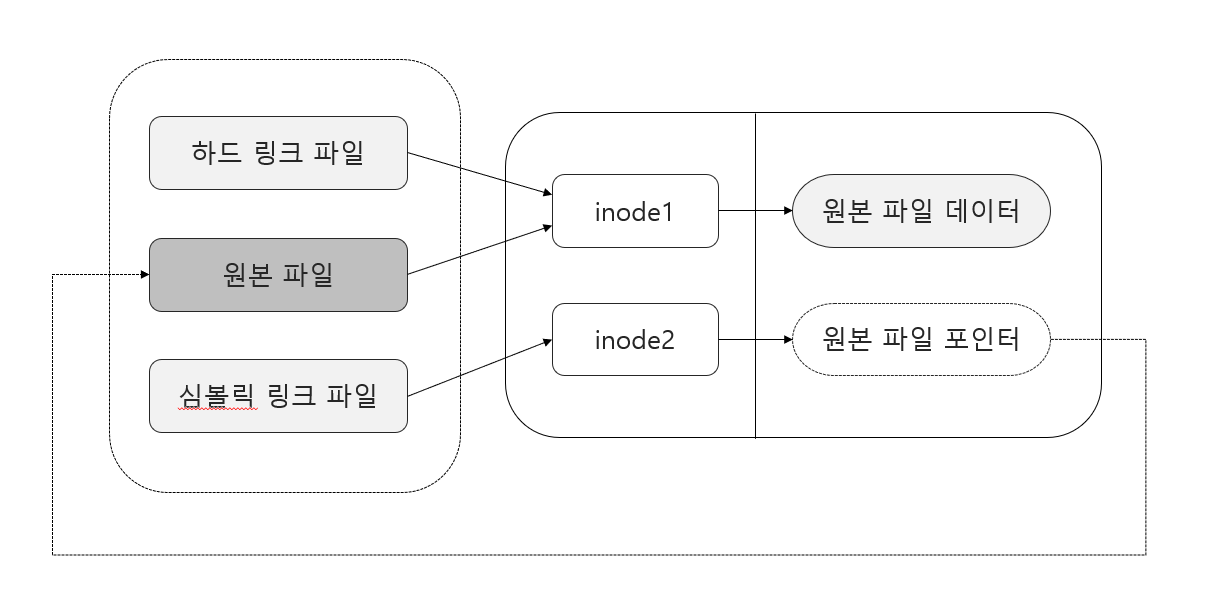 하드 링크 파일
원본 파일
심볼릭 링크 파일
inode1
원본 파일 데이터
inode2
원본 파일 포인터